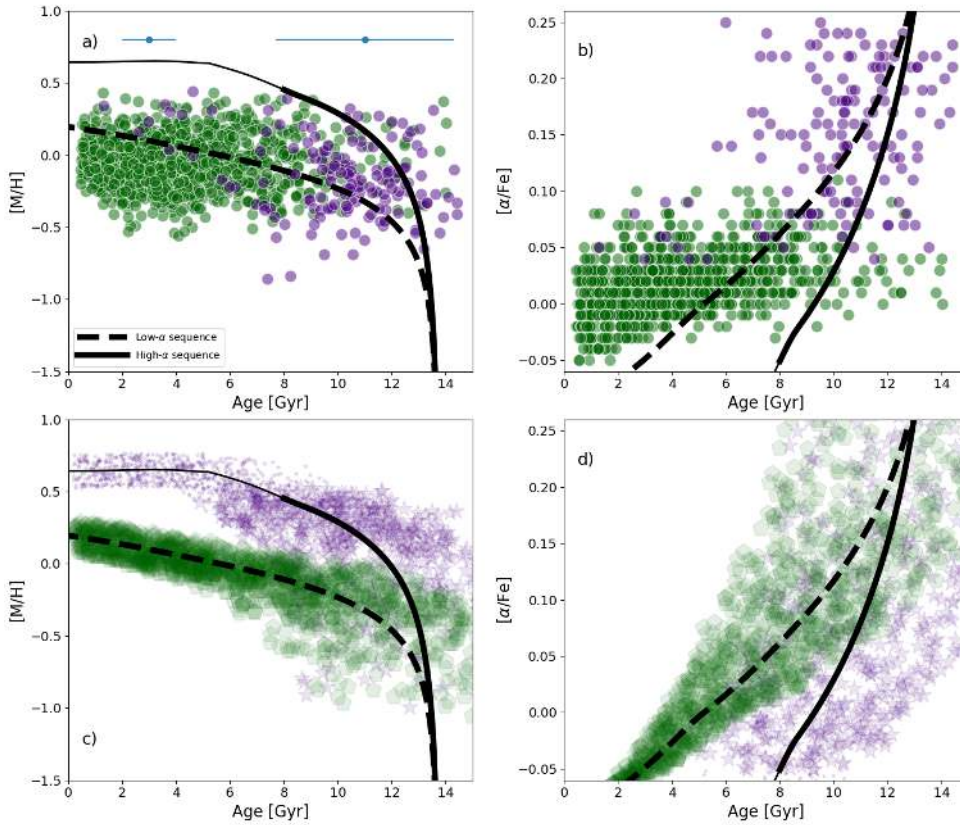 a)
1.0
0.5
0.0
−0.5
−1.0
−1.5
[M/H]
Low-α sequence
High-α sequence
0 2 4 6 8 10 12 14
Age [Gyr]
b)
0.25
0.20
0.15
0.10
0.05
0.00
−0.05
[α/Fe]
0 2 4 6 8 10 12 14
Age [Gyr]
1.0
0.5
0.0
−0.5
−1.0
−1.5
[M/H]
c)
0 2 4 6 8 10 12 14
Age [Gyr]
d)
0.25
0.20
0.15
0.10
0.05
0.00
−0.05
[α/Fe]
0 2 4 6 8 10 12 14
Age [Gyr]